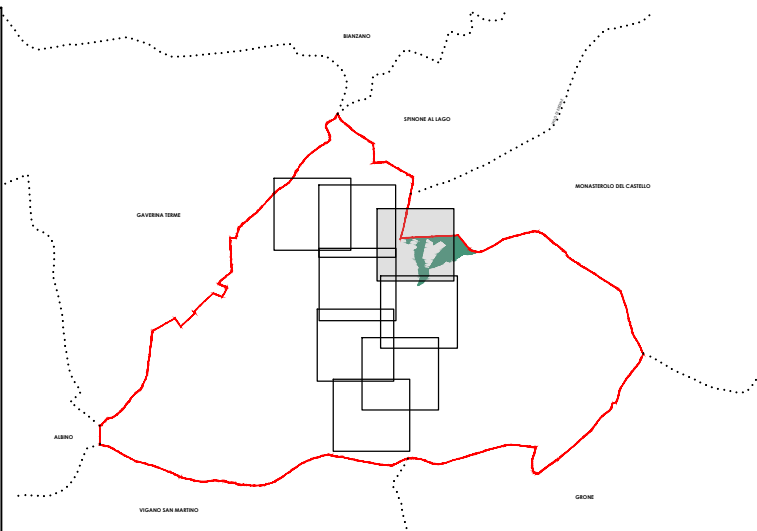 BIANZANO
SPINONE AL LAGO
MONASTEROLO DEL CASTELLO
GAVERINA TERME
ALBINO
GRONE
VIGANO SAN MARTINO